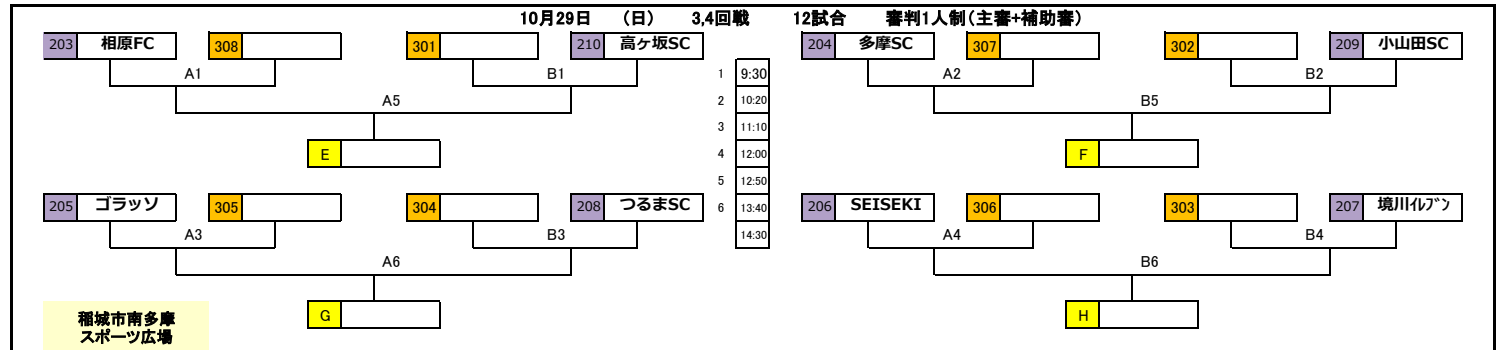 10月29日 （日） 3,4回戦 12試合 審判1人制（主審+補助審）
203 相原FC 308 301 210 高ヶ坂SC 204 多摩SC 307 302 209 小山田SC
A1 B1 1 9:30 A2 B2
A5 2 10:20 B5
3 11:10
E 4 12:00 F
5 12:50
205 ゴラッソ 305 304 208 つるまSC 6 13:40 206 SEISEKI 306 303 207 境川ｲﾚﾌﾞﾝ
A3 B3 14:30 A4 B4
A6 B6
G H
稲城市南多摩
スポーツ広場